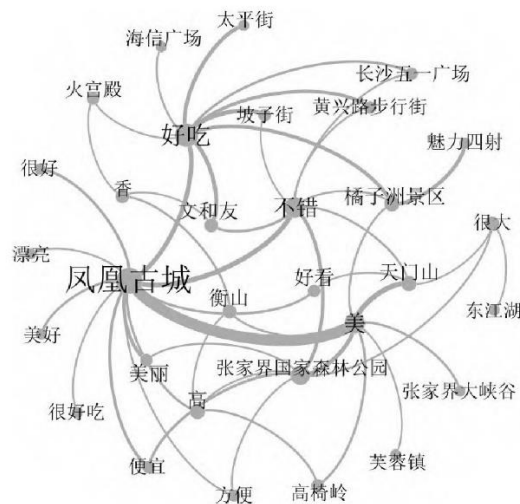 太平街
海信广场
长沙五一广场
火宫殿
坡子街
黄兴路步行街
好吃
魅力四射
很好
香
文和友
不错
橘子洲景区
很大
漂亮
凤凰古城
好看
天门山
衡山
东江湖
美好
美
美丽
张家界国家森林公园
张家界大峡谷
很好吃
高
芙蓉镇
便宜
方便
高椅岭